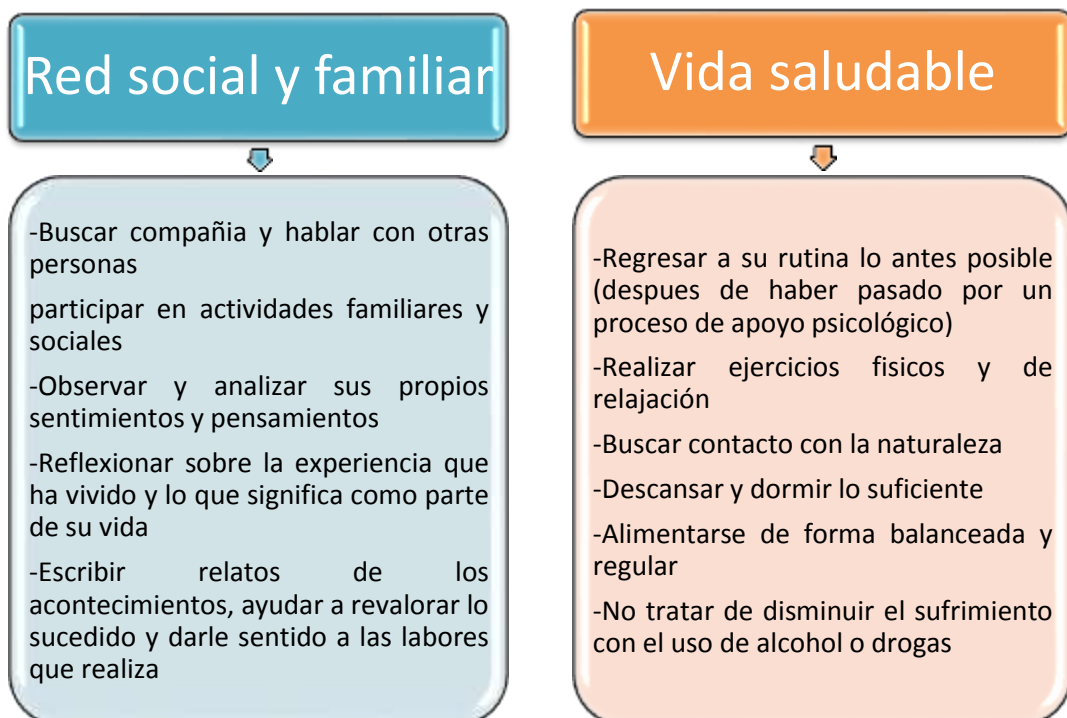 Red social y familiar
-Buscar compañia y hablar con otras
personas
participar en actividades familiares y
sociales
-Observar y analizar sus propios
sentimientos y pensamientos
-Reflexionar sobre la experiencia que
ha vivido y lo que significa como parte
de su vida
-Escribir relatos de los
acontecimientos, ayudar a revalorar lo
sucedido y darle sentido a las labores
que realiza
Vida saludable
-Regresar a su rutina lo antes posible
(despues de haber pasado por un
proceso de apoyo psicológico)
-Realizar ejercicios fisicos y de
relajación
-Buscar contacto con la naturaleza
-Descansar y dormir lo suficiente
-Alimentarse de forma balanceada y
regular
-No tratar de disminuir el sufrimiento
con el uso de alcohol o drogas